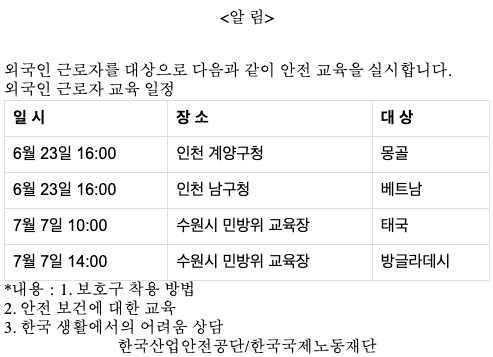 <알 림>
외국인 근로자를 대상으로 다음과 같이 안전 교육을 실시합니다.
외국인 근로자 교육 일정
일 시 장 소 대 상
6월 23일 16:00 인천 계양구청 몽골
6월 23일 16:00 인천 남구청 베트남
7월 7일 10:00 수원시 민방위 교육장 태국
7월 7일 14:00 수원시 민방위 교육장 방글라데시
*내용 : 1. 보호구 착용 방법
2. 안전 보건에 대한 교육
3. 한국 생활에서의 어려움 상담
한국산업안전공단/한국국제노동재단